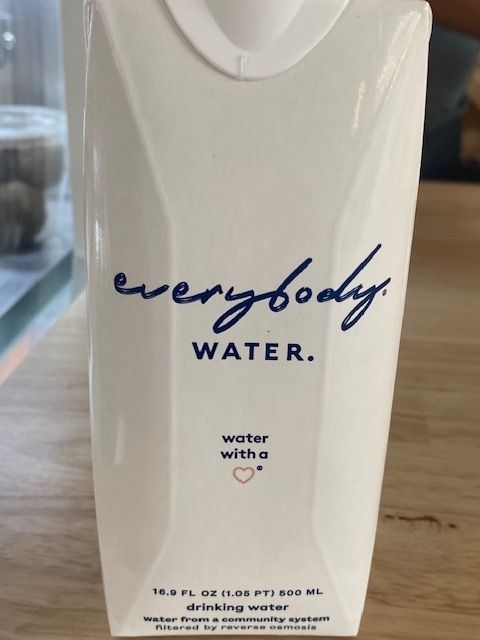 everybody.
WATER.
water
with a
®
16.9 FL OZ (1.05 PT) 500 ML
drinking water
water from a community system
filtered by reverse osmosis